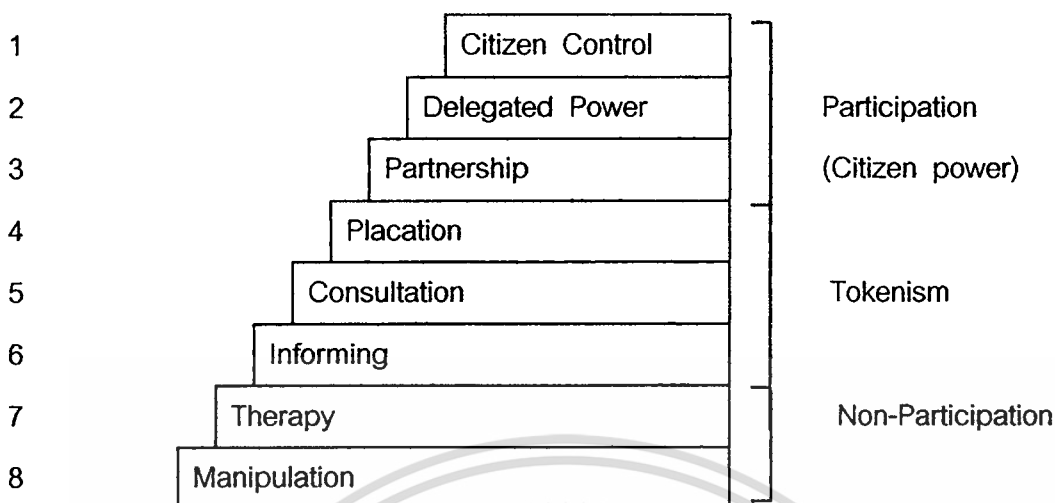 1 Citizen Control
2 Delegated Power Participation
3 Partnership (Citizen power)
4 Placation
5 Consultation Tokenism
6 Informing
7 Therapy Non-Participation
8 Manipulation